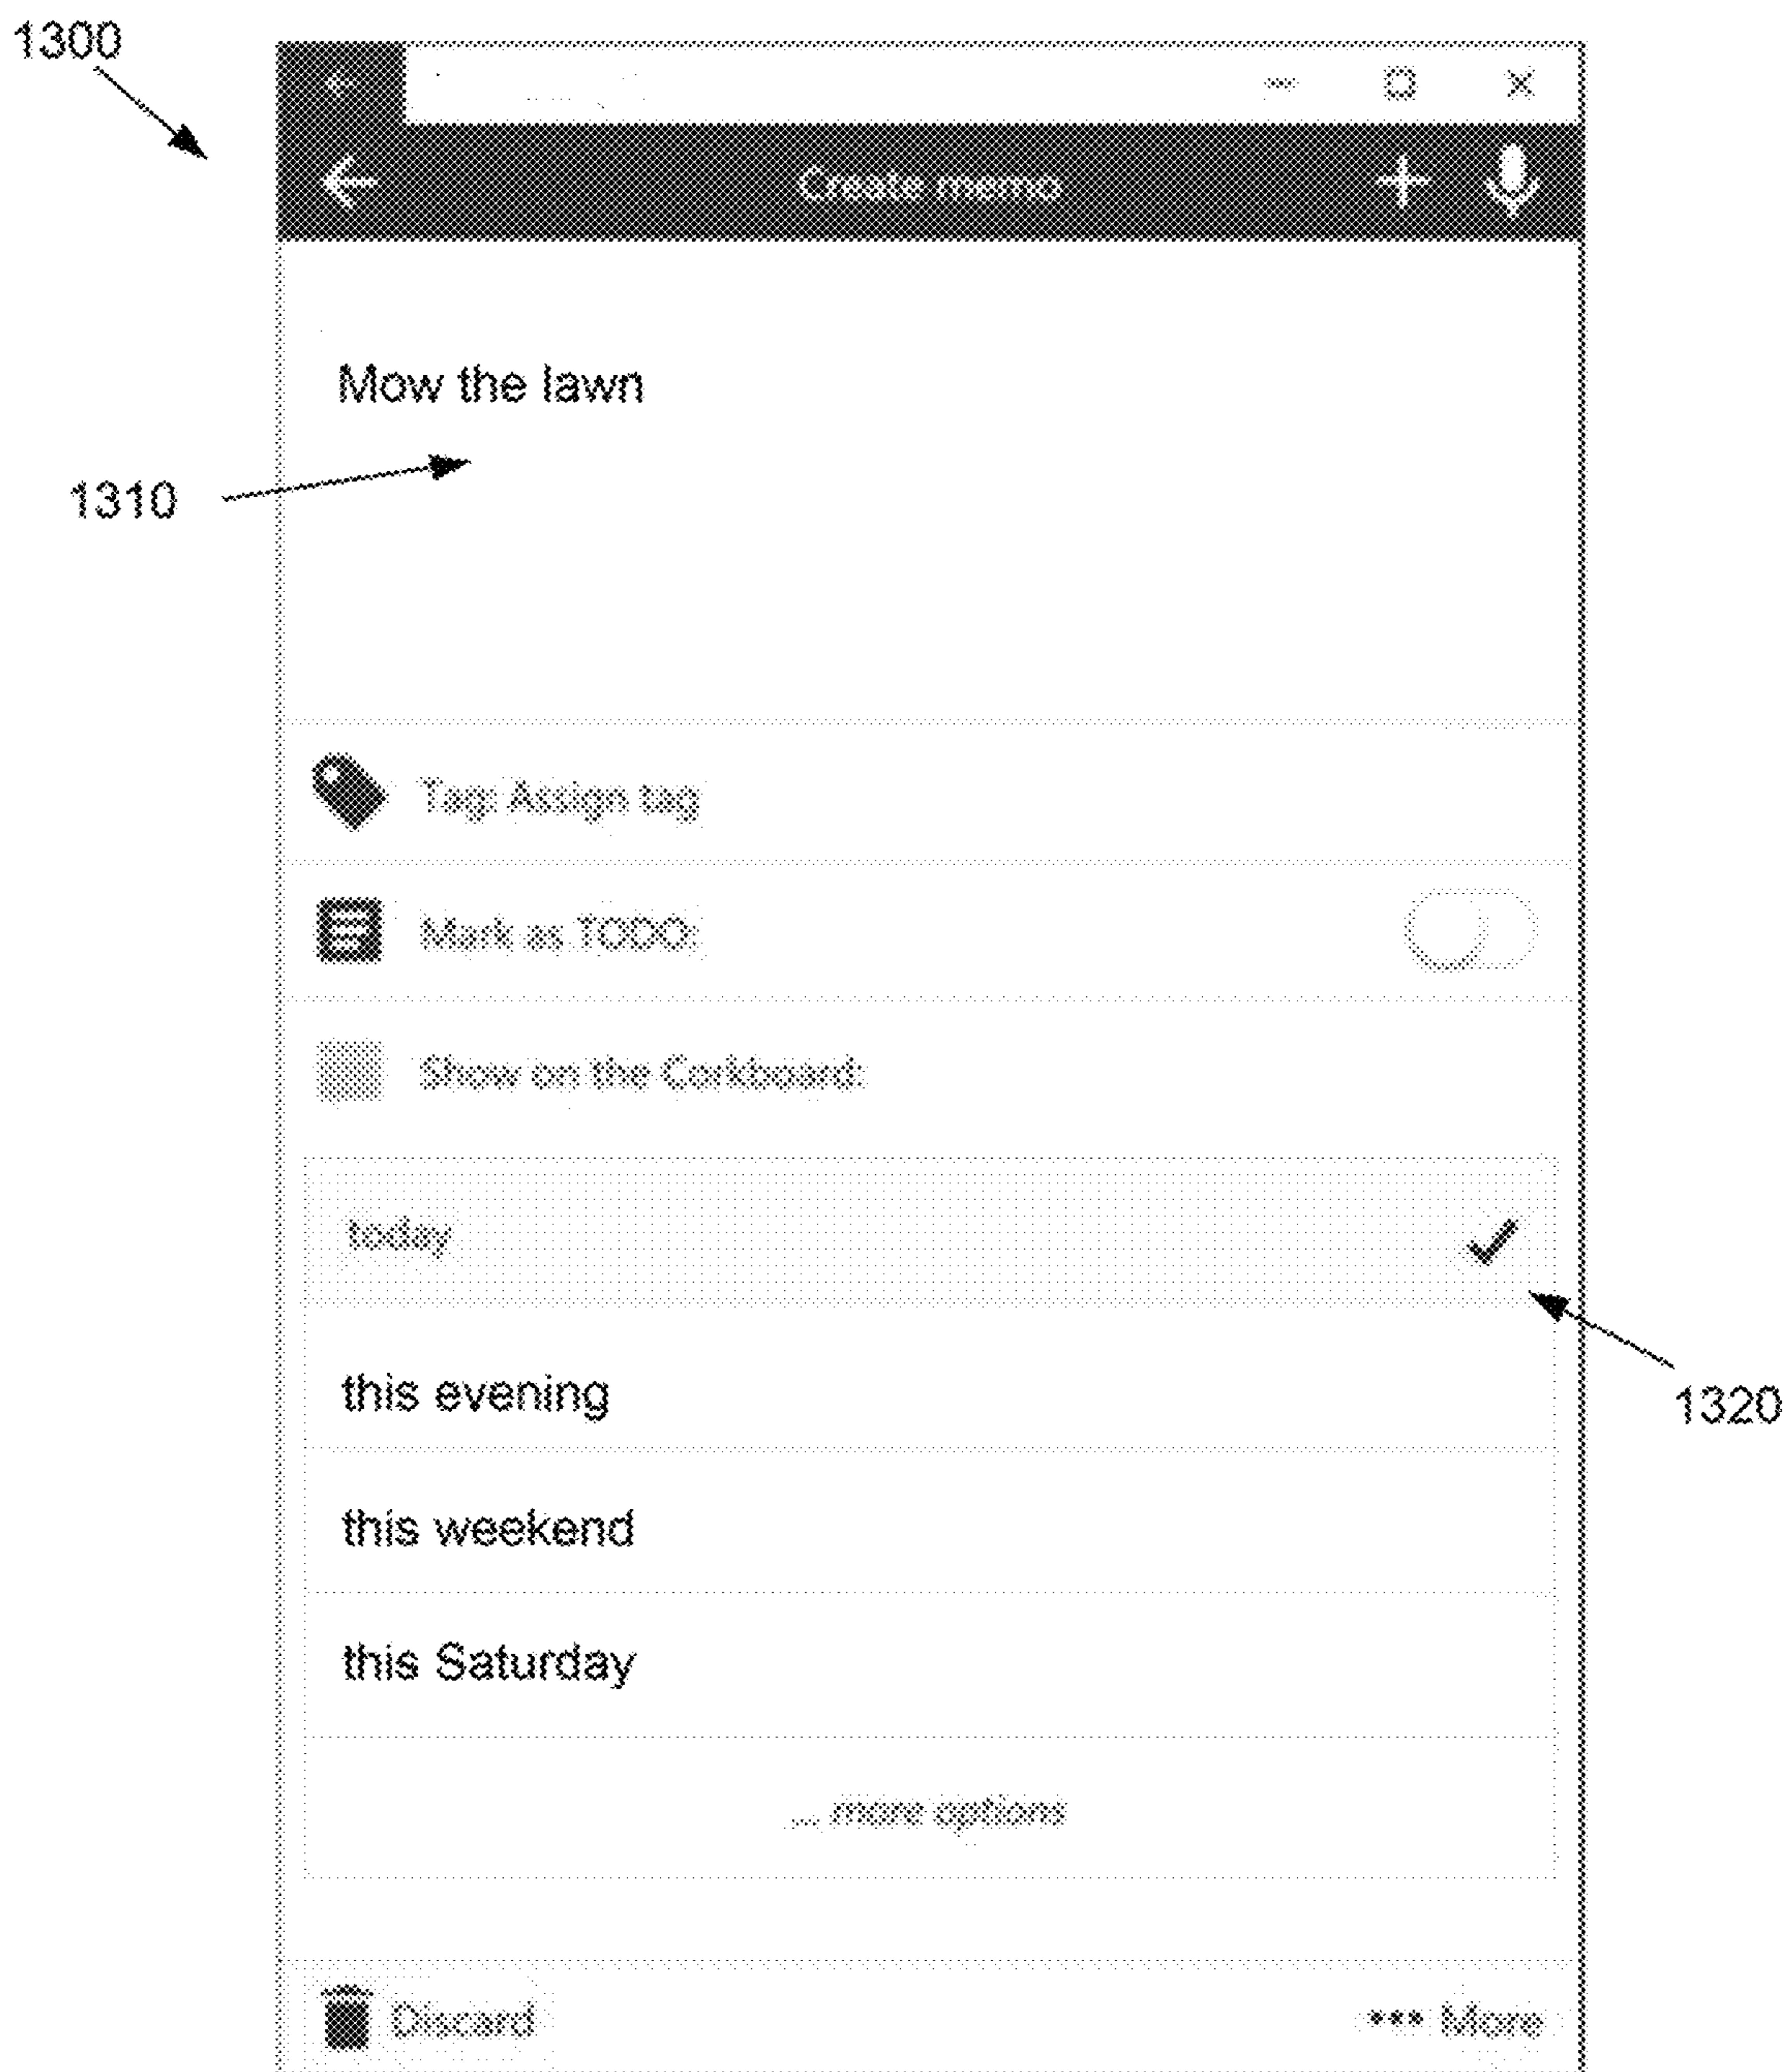 1300
Create memo
Mow the lawn
1310
Tag: Assign tag
Mark as TODO:
Show on the Corkboard:
today
1320
this evening
this weekend
this Saturday
... more options
Discard
••• More